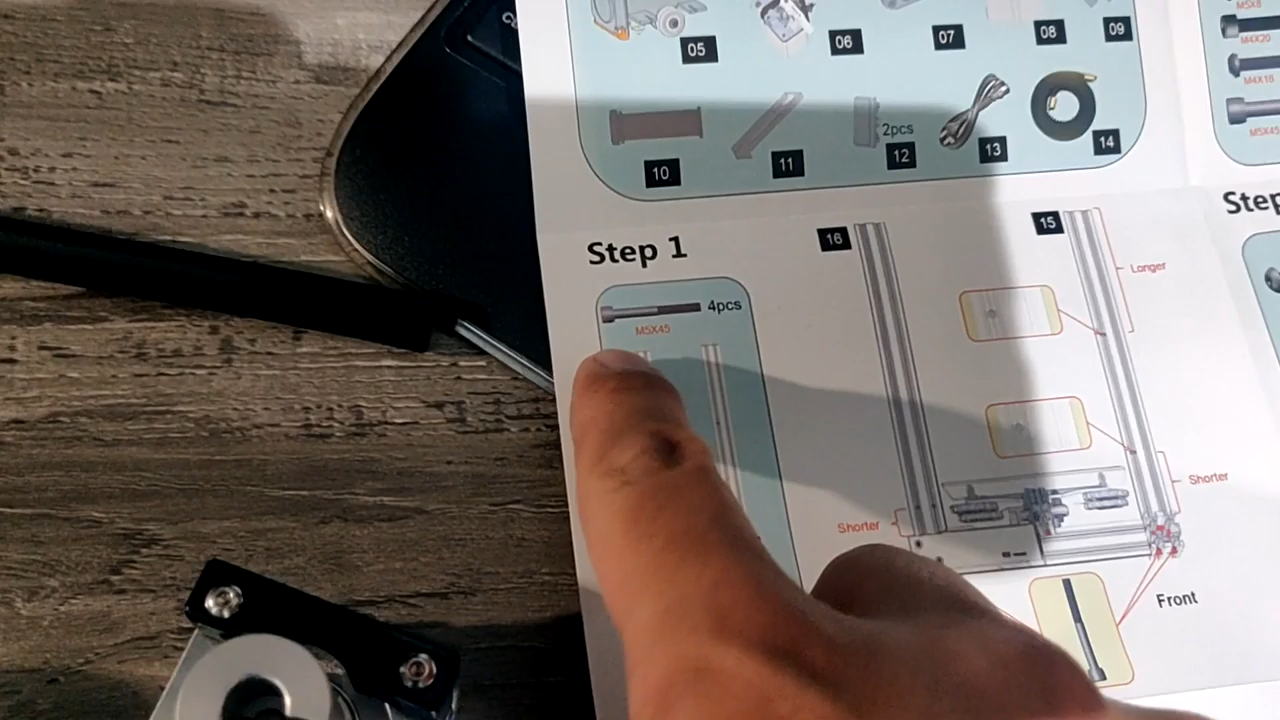 05
06
07
08
09
M5X8
M4X20
M4X16
M5X45
10
11
2pcs
12
13
14
Step 1
4pcs
M5X45
16
15
Longer
Shorter
Shorter
Front
Step